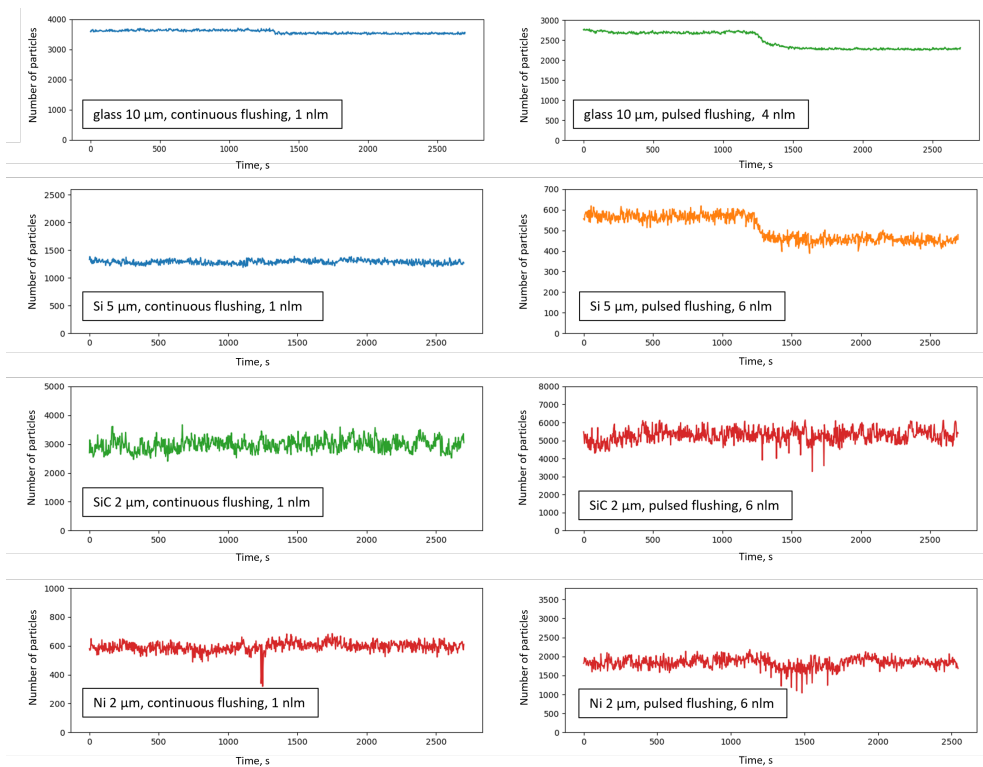 4000
3000
2000
1000
0
Number of particles
glass 10 µm, continuous flushing, 1 nlm
0 500 1000 1500 2000 2500
Time, s
3000
2500
2000
1500
1000
500
0
Number of particles
glass 10 µm, pulsed flushing, 4 nlm
0 500 1000 1500 2000 2500
Time, s
2500
2000
1500
1000
500
0
Number of particles
Si 5 µm, continuous flushing, 1 nlm
0 500 1000 1500 2000 2500
Time, s
700
600
500
400
300
200
100
0
Number of particles
Si 5 µm, pulsed flushing, 6 nlm
0 500 1000 1500 2000 2500
Time, s
5000
4000
3000
2000
1000
0
Number of particles
SiC 2 µm, continuous flushing, 1 nlm
0 500 1000 1500 2000 2500
Time, s
8000
7000
6000
5000
4000
3000
2000
1000
0
Number of particles
SiC 2 µm, pulsed flushing, 6 nlm
0 500 1000 1500 2000 2500
Time, s
1000
800
600
400
200
0
Number of particles
Ni 2 µm, continuous flushing, 1 nlm
0 500 1000 1500 2000 2500
Time, s
3500
3000
2500
2000
1500
1000
500
0
Number of particles
Ni 2 µm, pulsed flushing, 6 nlm
0 500 1000 1500 2000 2500
Time, s